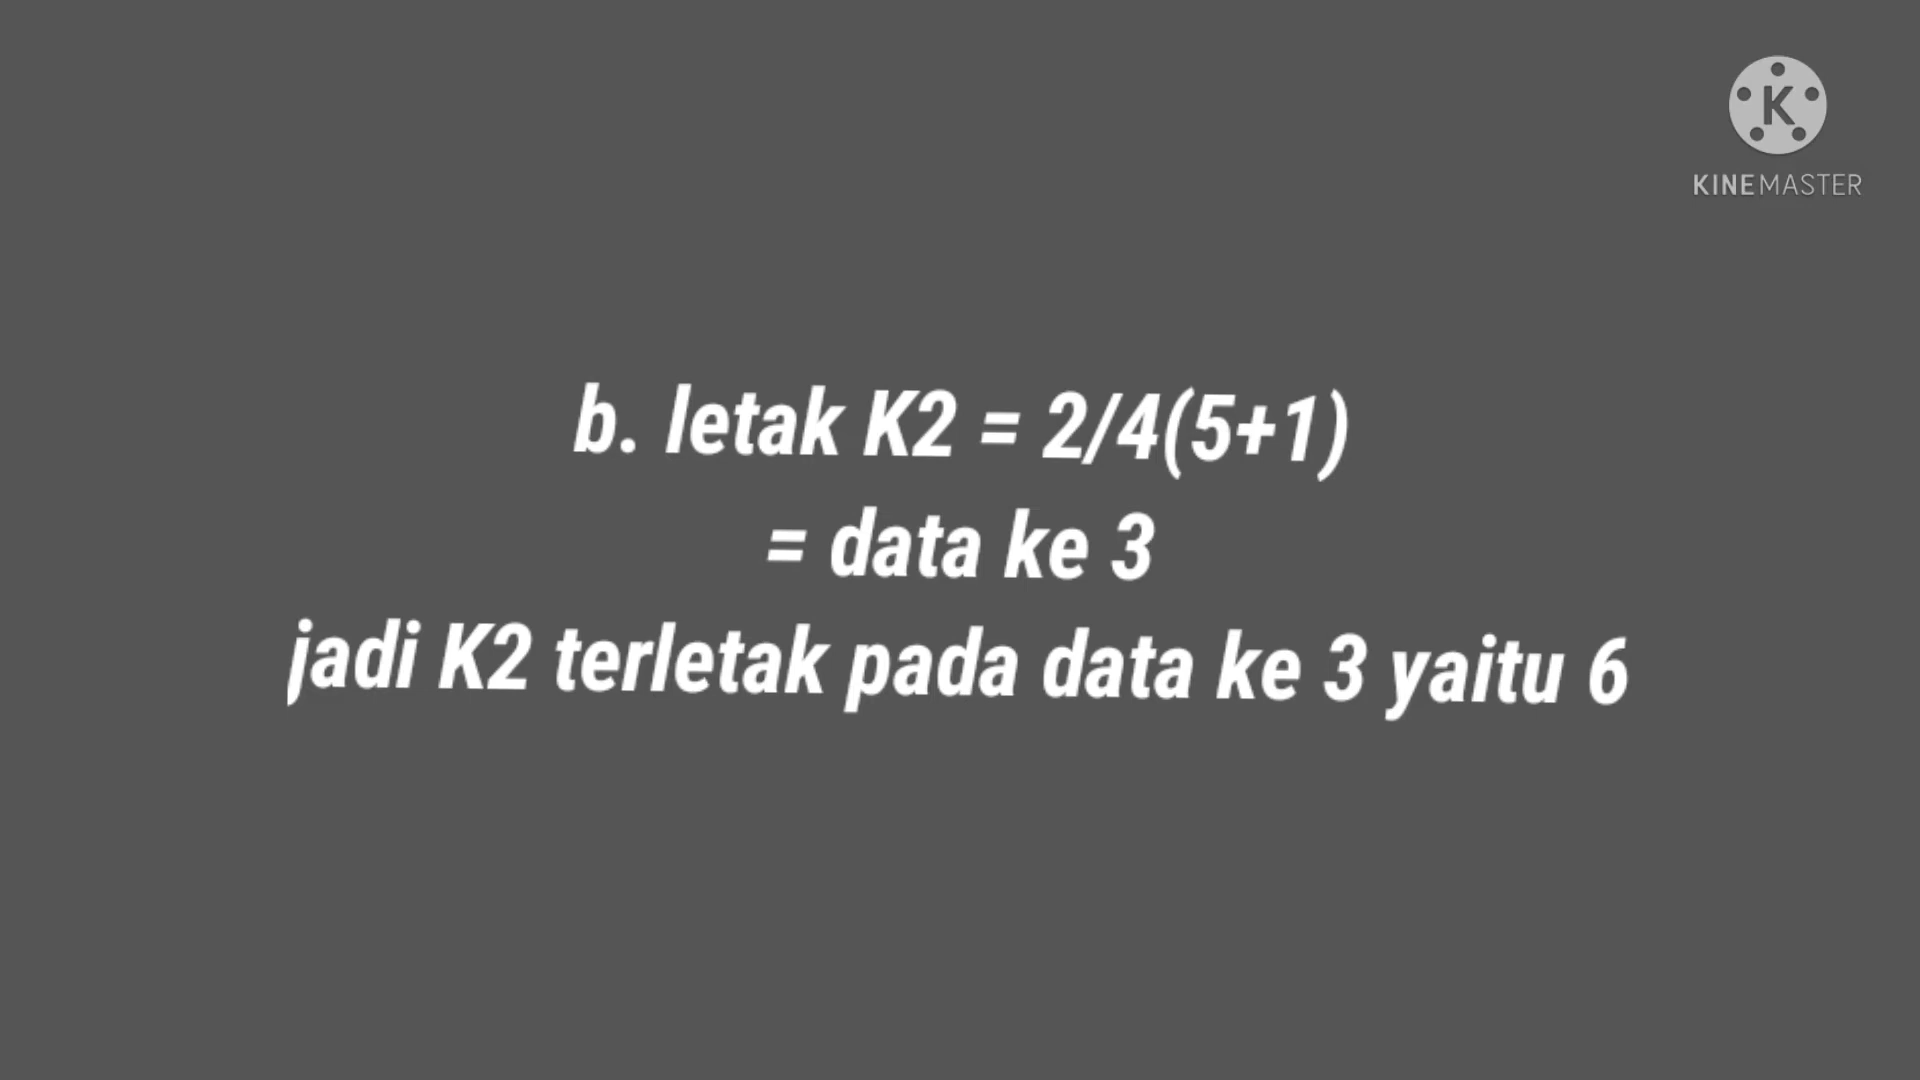 K
KINEMASTER
b. letak K2 = 2/4(5+1)
= data ke 3
jadi K2 terletak pada data ke 3 yaitu 6